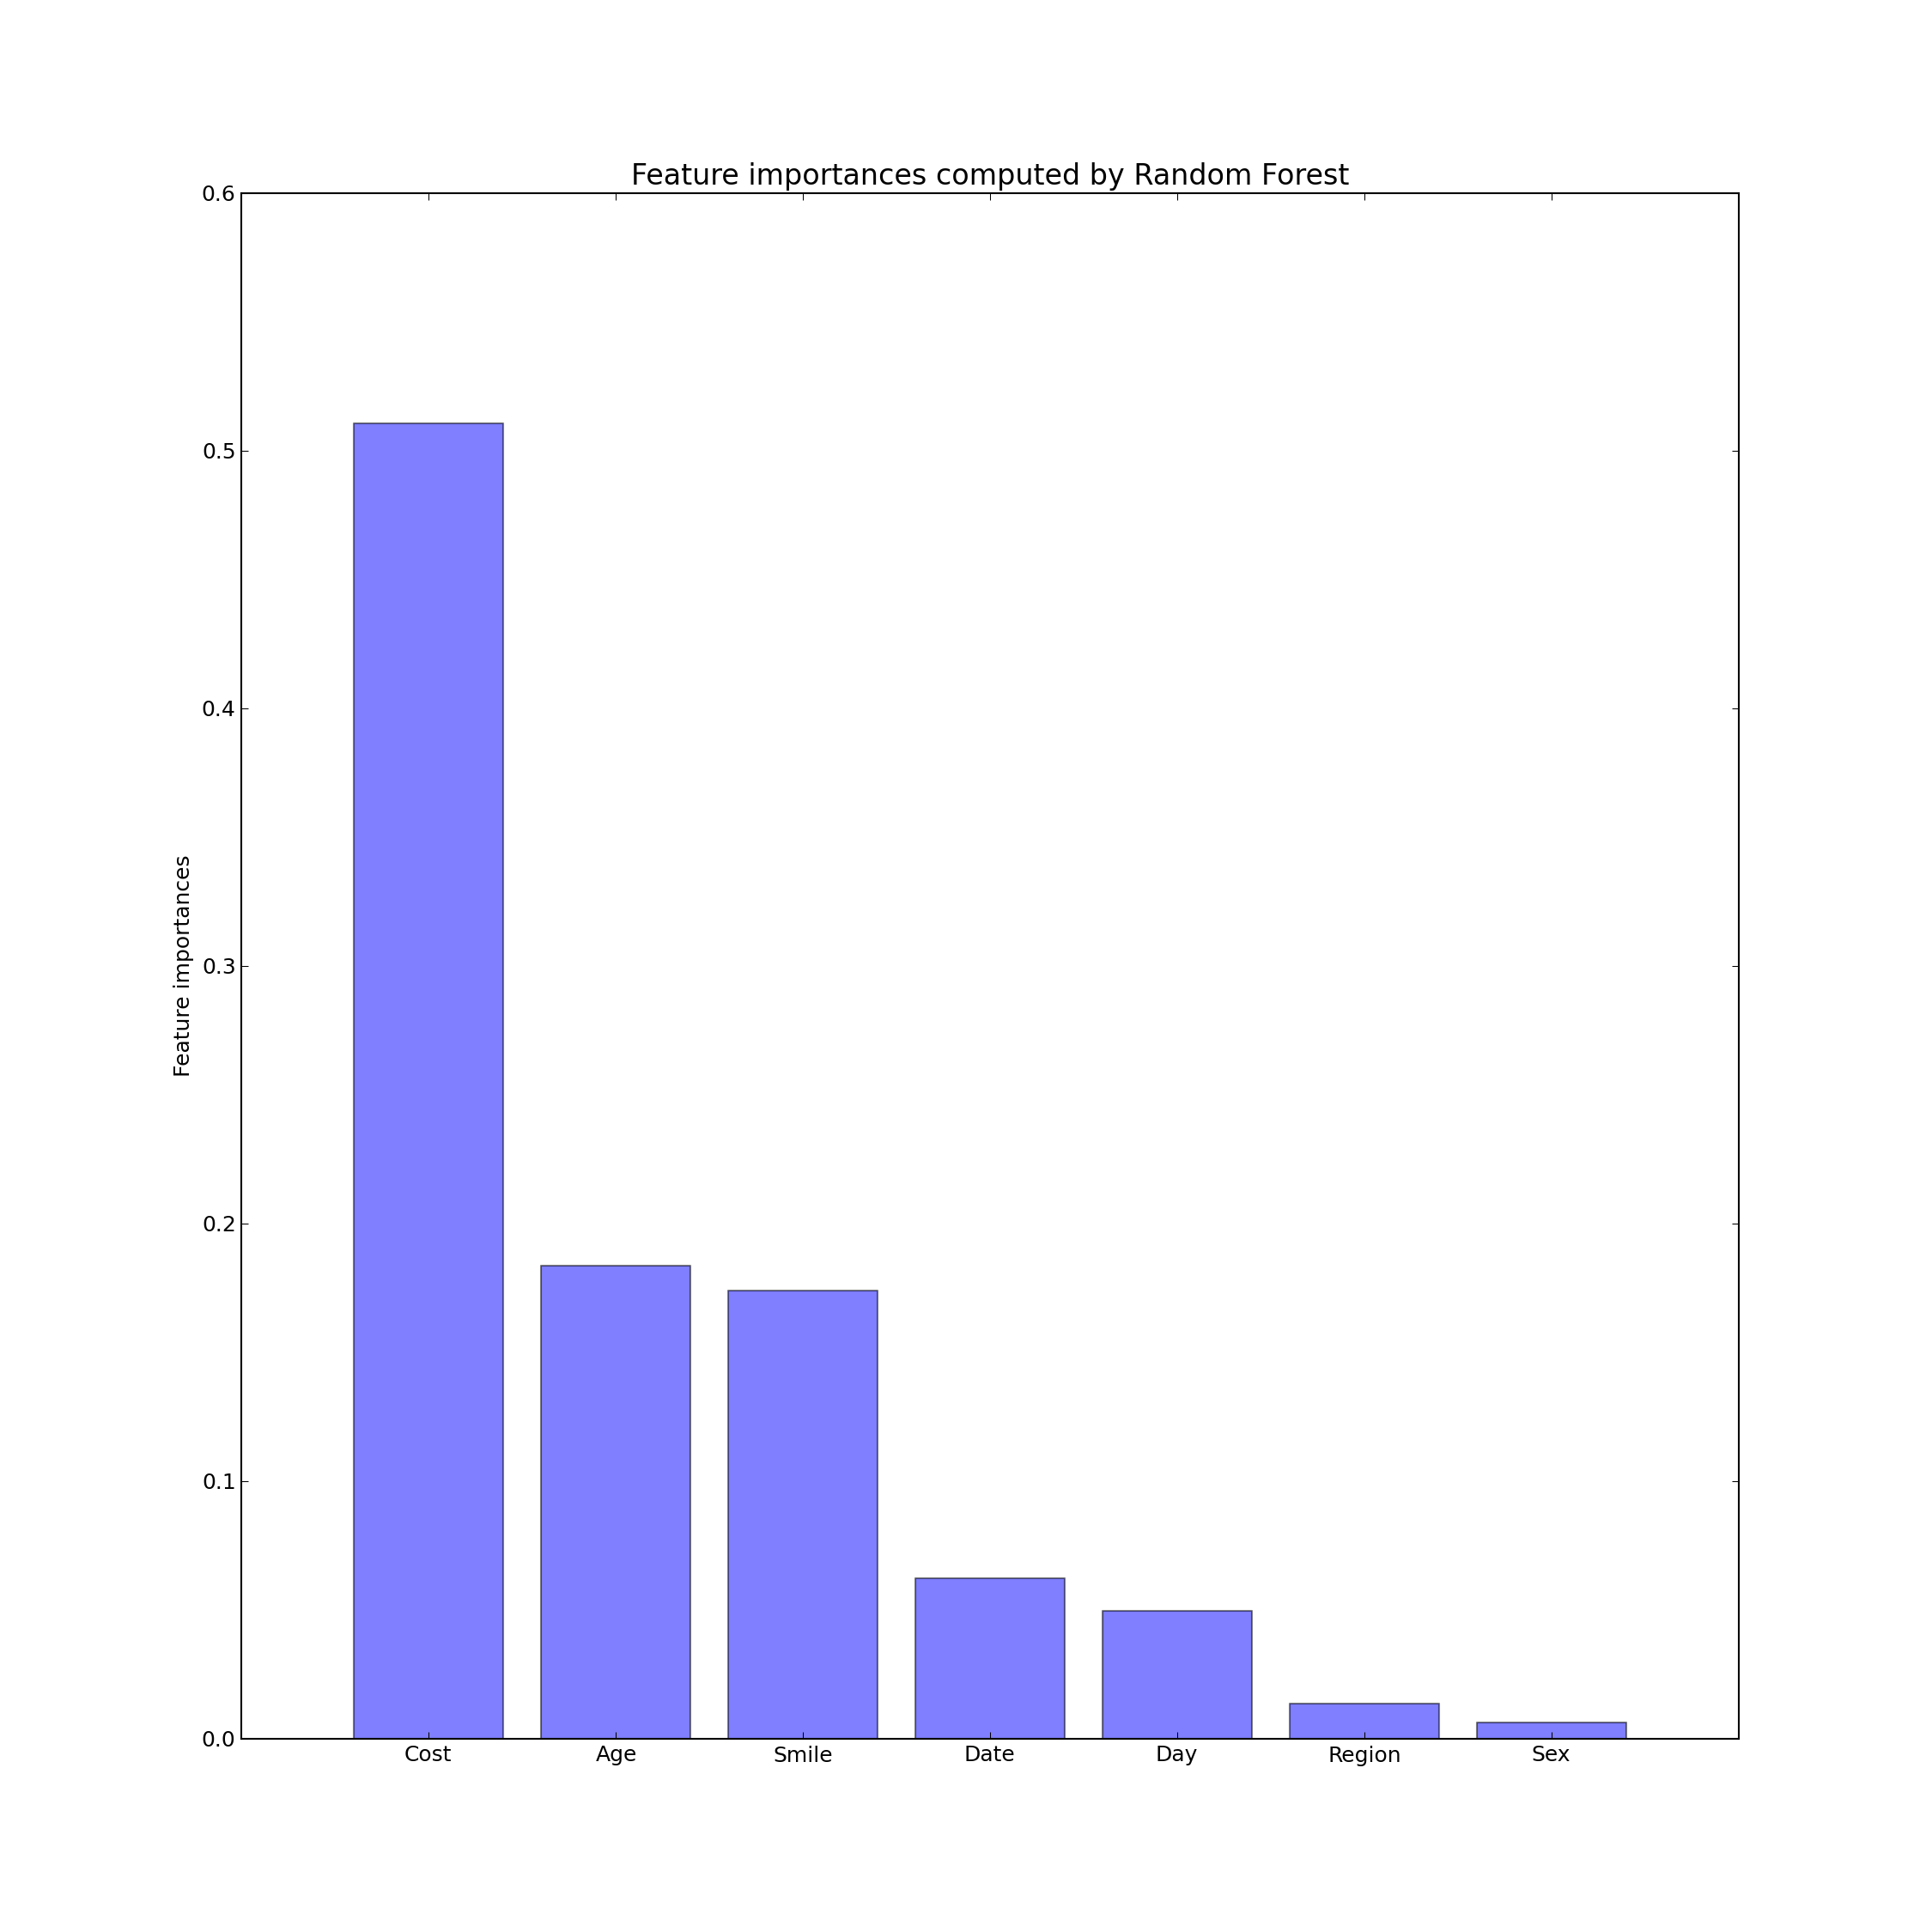 Feature importances computed by Random Forest
0.6
0.5
0.4
0.3
0.2
0.1
0.0
Feature importances
Cost Age Smile Date Day Region Sex